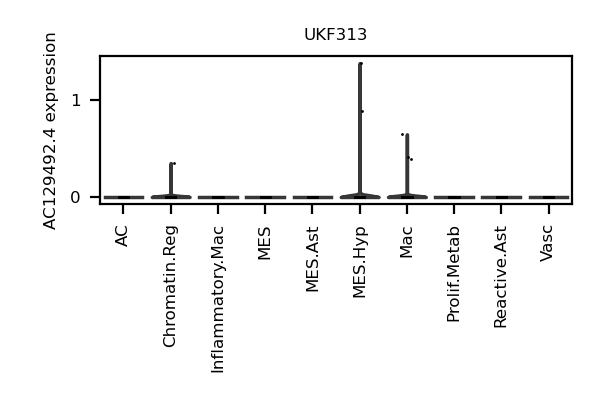 UKF313
AC129492.4 expression
1
0
AC
Chromatin.Reg
Inflammatory.Mac
MES
MES.Ast
MES.Hyp
Mac
Prolif.Metab
Reactive.Ast
Vasc